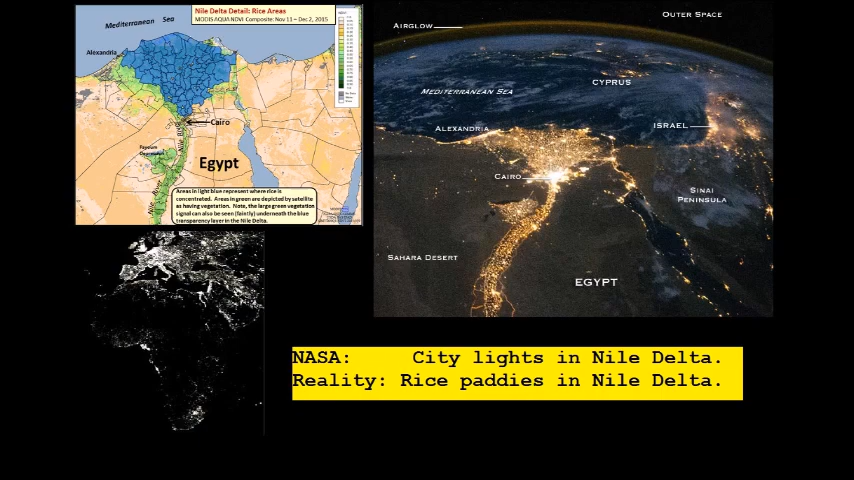 Nile Delta Detail: Rice Areas
MODIS AQUA NDVI Composite: Nov 11 – Dec 2, 2015
Mediterranean Sea
Alexandria
Cairo
Nile River
Fayoum
Depression
Egypt
Areas in light blue represent where rice is
concentrated. Areas in green are depicted by satellite
as having vegetation. Note, the large green vegetation
signal can also be seen (faintly) underneath the blue
transparency layer in the Nile Delta.
AIRGLOW
OUTER SPACE
CYPRUS
MEDITERRANEAN SEA
ISRAEL
ALEXANDRIA
CAIRO
SINAI
PENINSULA
SAHARA DESERT
EGYPT
NASA: City lights in Nile Delta.
Reality: Rice paddies in Nile Delta.